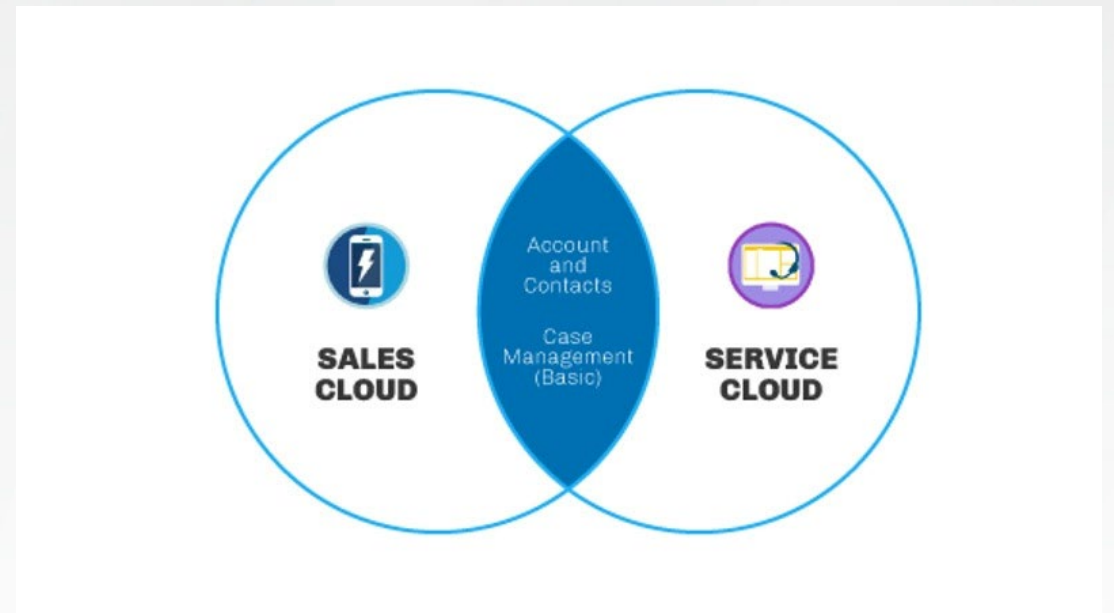 SALES
CLOUD
Account
and
Contacts
Case
Management
(Basic)
SERVICE
CLOUD